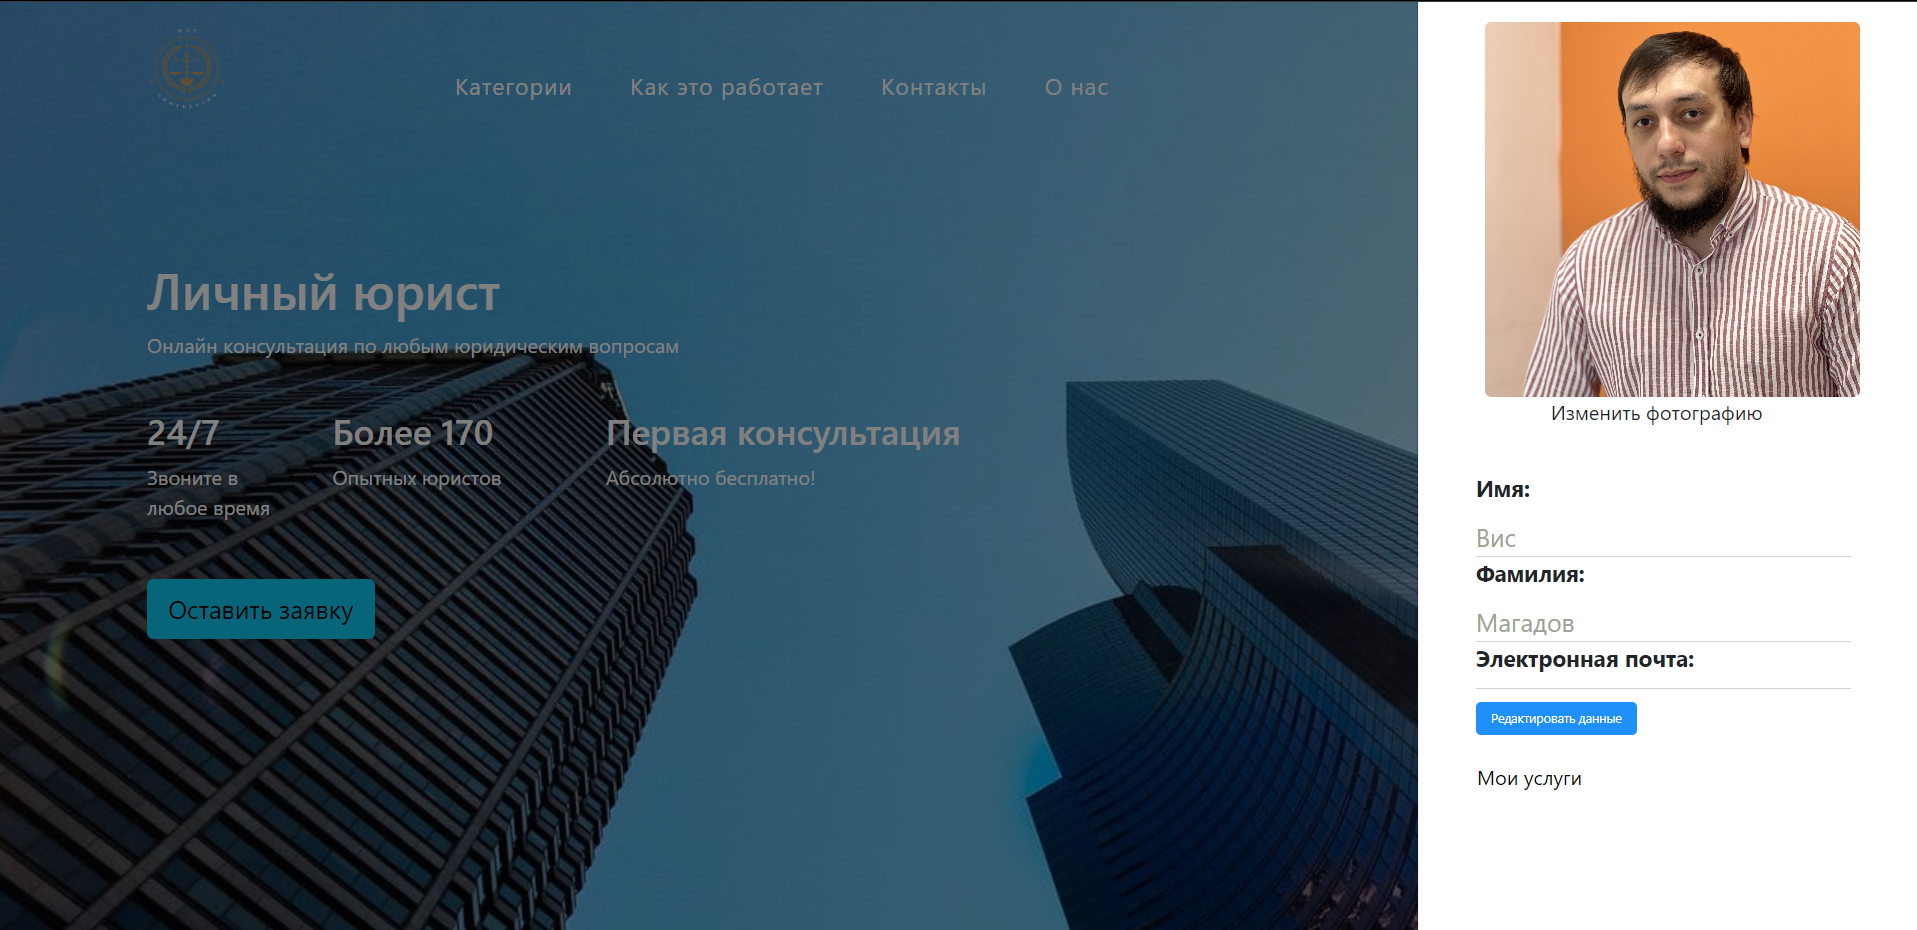 Категории
Как это работает
Контакты
О нас
Личный юрист
Онлайн консультация по любым юридическим вопросам
24/7
Звоните в
любое время
Более 170
Опытных юристов
Первая консультация
Абсолютно бесплатно!
Оставить заявку
Изменить фотографию
Имя:
Вис
Фамилия:
Магадов
Электронная почта:
Редактировать данные
Мои услуги